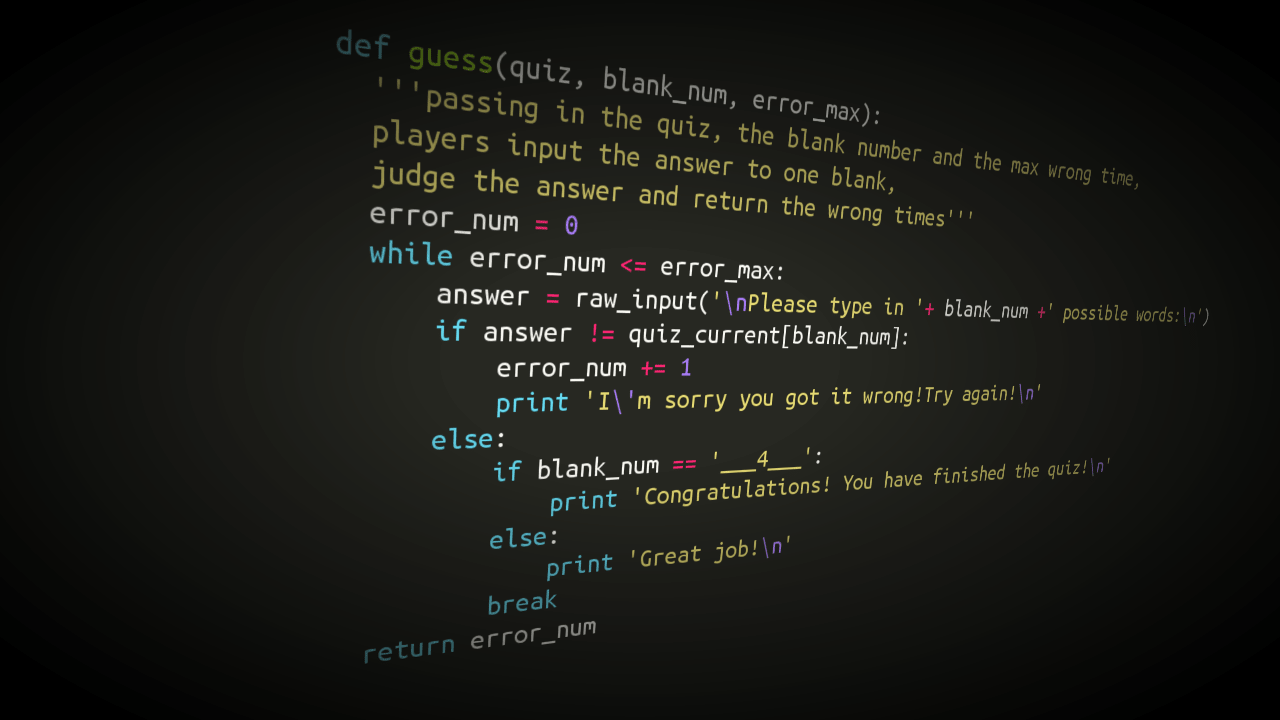 def guess(quiz, blank_num, error_max):
'''passing in the quiz, the blank number and the max wrong time,
players input the answer to one blank,
judge the answer and return the wrong times'''
error_num = 0
while error_num <= error_max:
answer = raw_input('\nPlease type in '+ blank_num +' possible words:\n')
if answer != quiz_current[blank_num]:
error_num += 1
print 'I\'m sorry you got it wrong!Try again!\n'
else:
if blank_num == '___4___':
print 'Congratulations! You have finished the quiz!\n'
else:
print 'Great job!\n'
break
return error_num